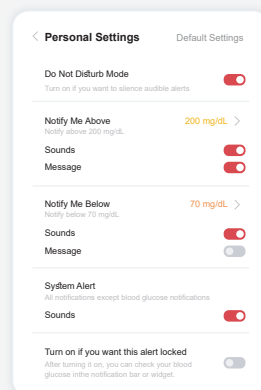 Personal Settings Default Settings
Do Not Disturb Mode
Turn on if you want to silence audible alerts
Notify Me Above 200 mg/dL
Notify above 200 mg/dL
Sounds
Message
Notify Me Below 70 mg/dL
Notify below 70 mg/dL.
Sounds
Message
System Alert
All notifications except blood glucose notifications
Sounds
Turn on if you want this alert locked
After turning it on, you can check your blood
glucose inthe notification bar or widget.